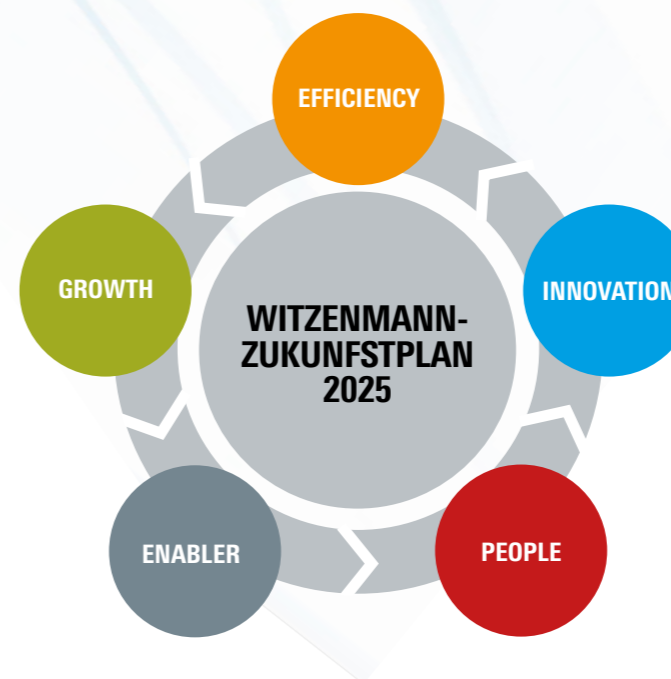 EFFICIENCY
GROWTH
INNOVATION
WITZENMANN-
ZUKUNFSTPLAN
2025
ENABLER
PEOPLE